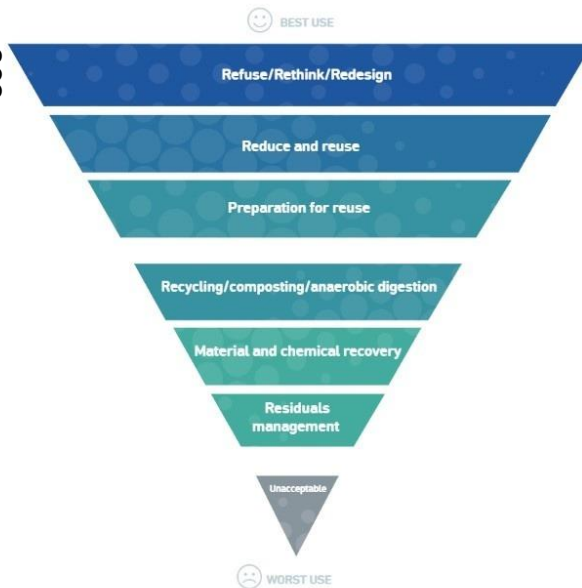 BEST USE
Refuse/Rethink/Redesign
Reduce and reuse
Preparation for reuse
Recycling/composting/anaerobic digestion
Material and chemical recovery
Residuals
management
Unacceptable
WORST USE